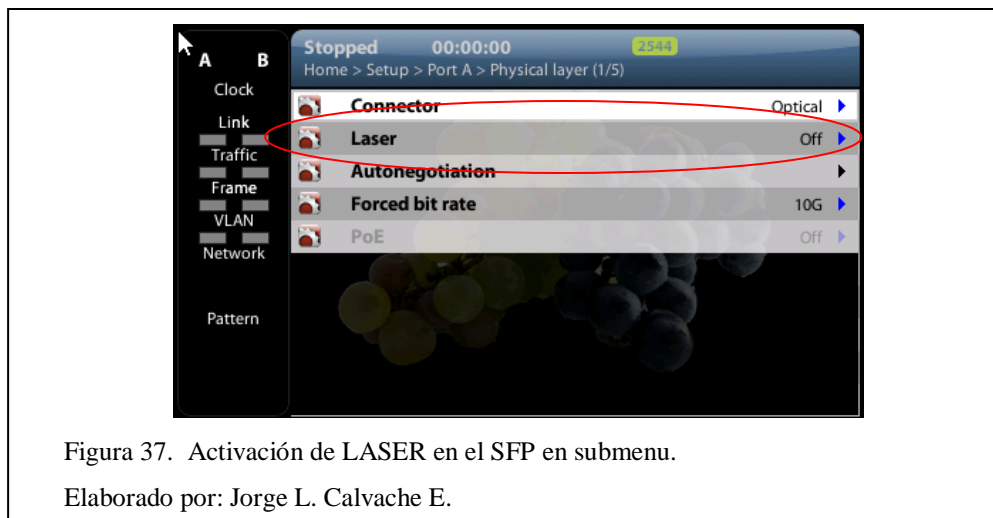 A B
Clock
Link
Traffic
Frame
VLAN
Network
Pattern
Stopped 00:00:00 2544
Home > Setup > Port A > Physical layer (1/5)
Connector Optical
Laser Off
Autonegotiation
Forced bit rate 10G
PoE Off
Figura 37. Activación de LASER en el SFP en submenu.
Elaborado por: Jorge L. Calvache E.